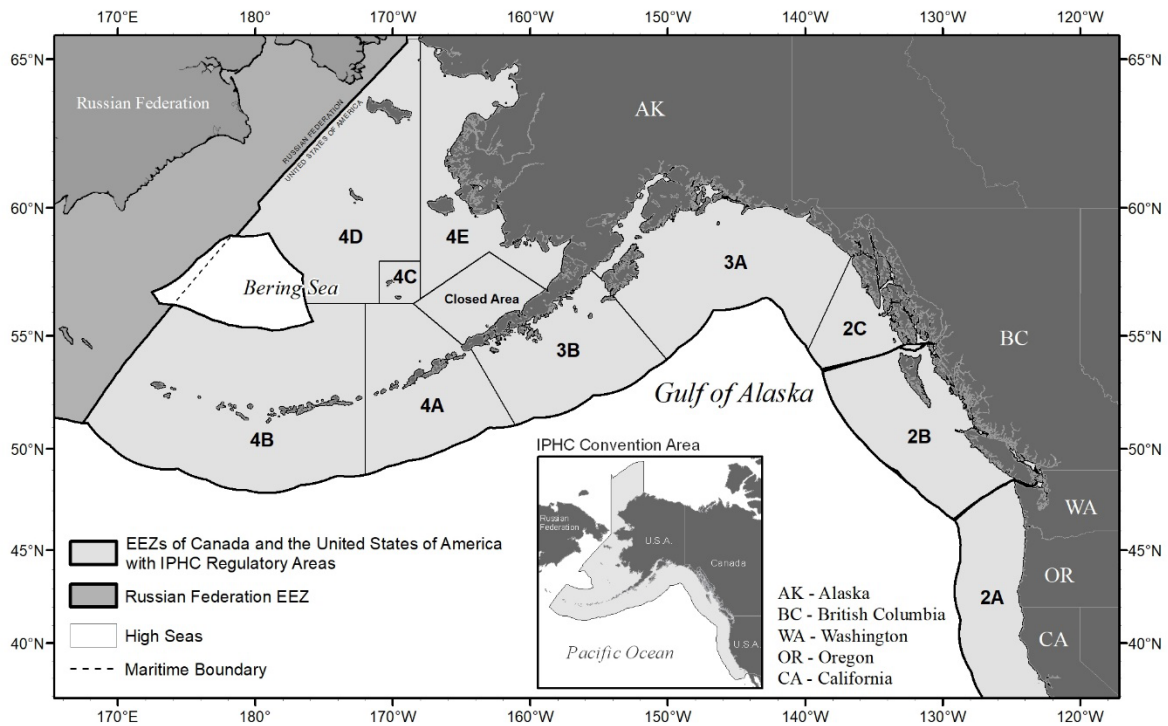 170°E 180° 170°W 160°W 150°W 140°W 130°W 120°W
65°N
65°N
Russian Federation
AK
RUSSIAN FEDERATION
UNITED STATES OF AMERICA
60°N
60°N
4D
4E
3A
4C
Bering Sea
Closed Area
2C
55°N
55°N
3B
BC
Gulf of Alaska
4A
2B
4B
50°N
50°N
IPHC Convention Area
WA
Russian
Federation
U.S.A.
Canada
U.S.A.
Pacific Ocean
EEZs of Canada and the United States of America
with IPHC Regulatory Areas
Russian Federation EEZ
High Seas
Maritime Boundary
45°N
45°N
OR
2A
AK - Alaska
BC - British Columbia
WA - Washington
OR - Oregon
CA - California
CA
40°N
40°N
170°E 180° 170°W 160°W 150°W 140°W 130°W 120°W